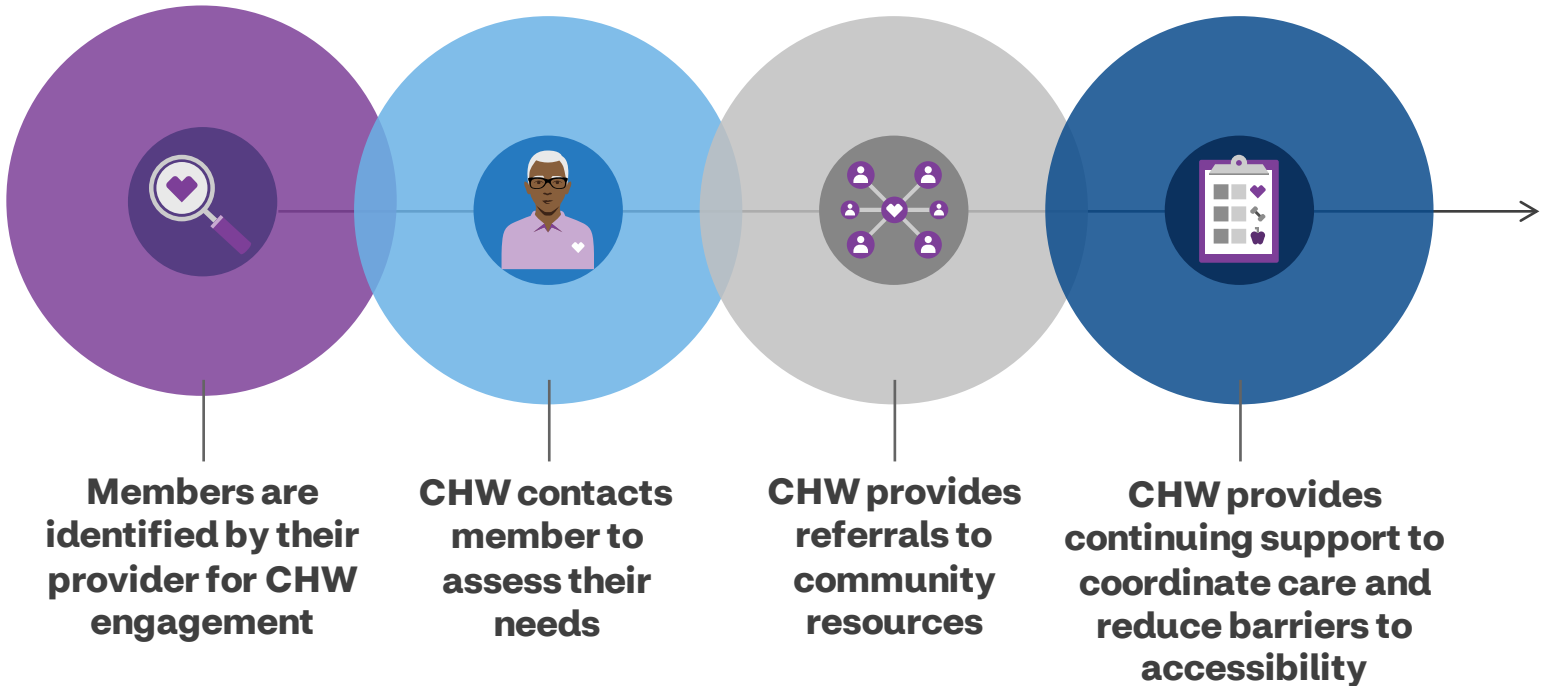 Members are
identified by their
provider for CHW
engagement
CHW contacts
member to
assess their
needs
CHW provides
referrals to
community
resources
CHW provides
continuing support to
coordinate care and
reduce barriers to
accessibility